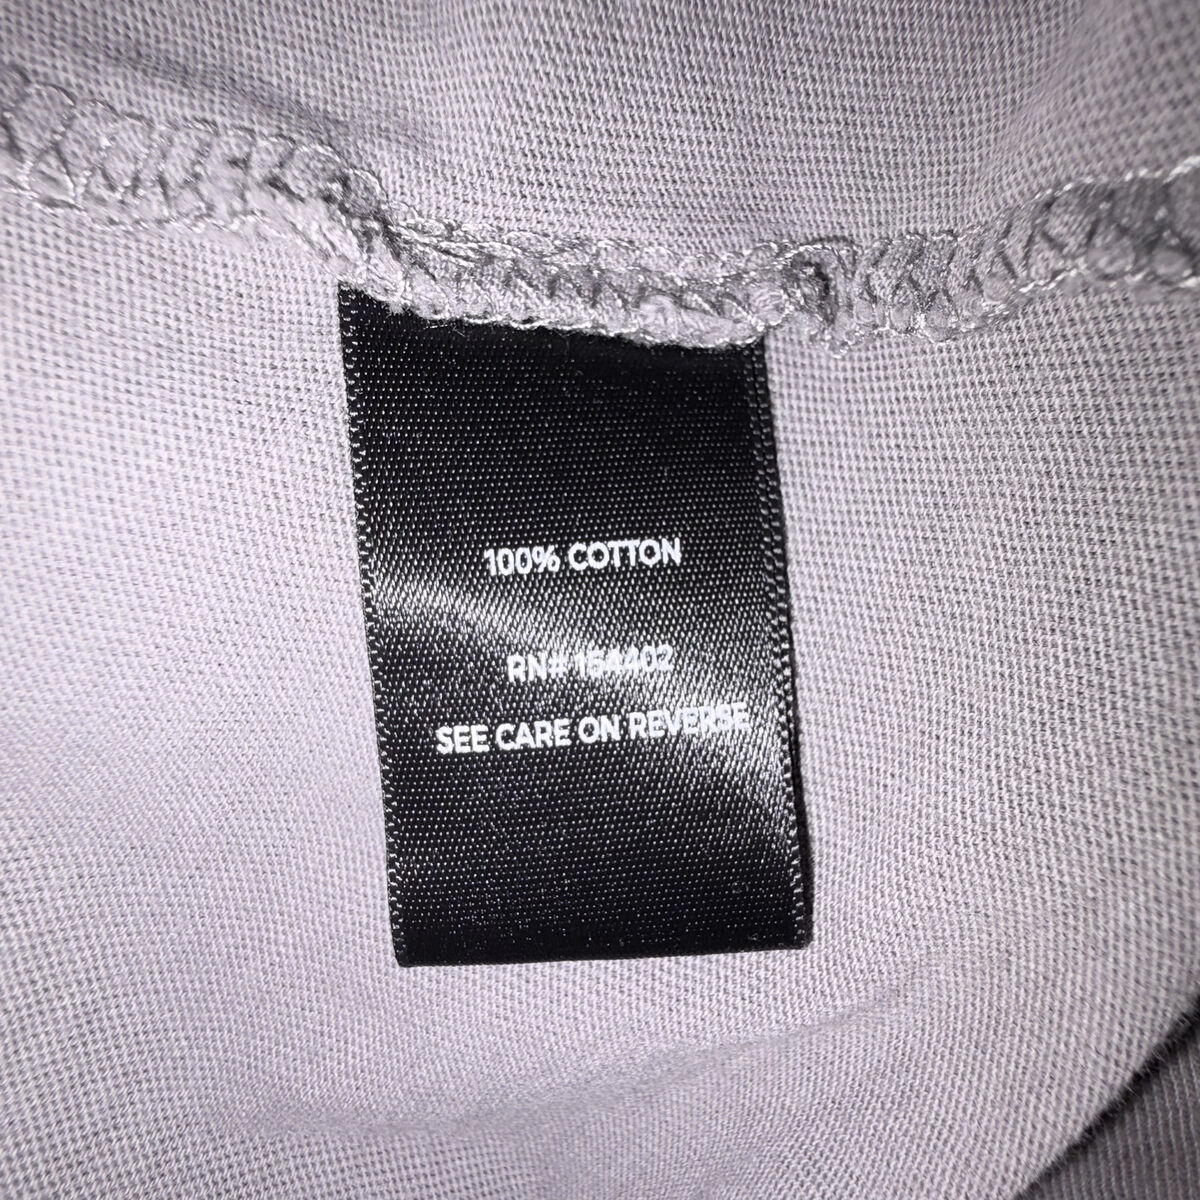 100% COTTON
RN# 154402
SEE CARE ON REVERSE